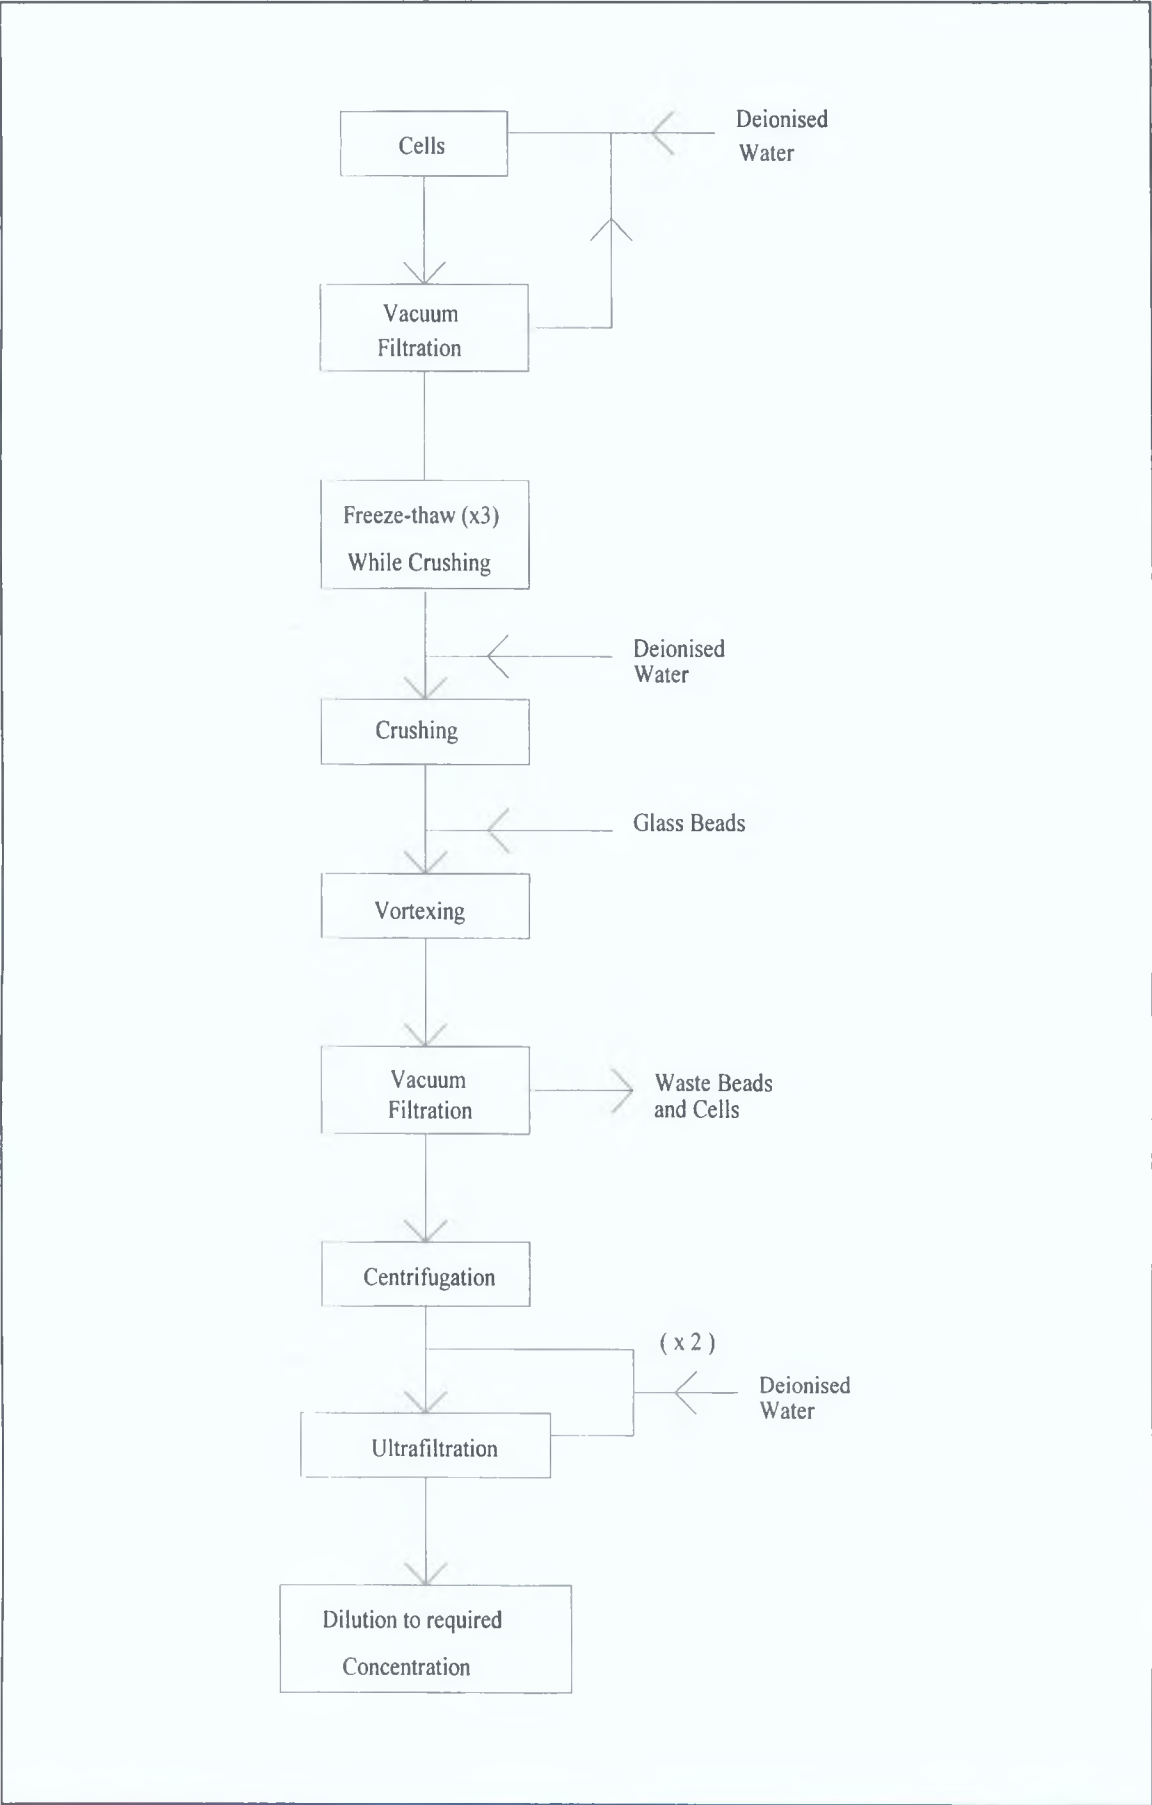 Cells
Deionised
Water
Vacuum
Filtration
Freeze-thaw (x3)
While Crushing
Deionised
Water
Crushing
Glass Beads
Vortexing
Vacuum
Filtration
Waste Beads
and Cells
Centrifugation
( x 2 )
Deionised
Water
Ultrafiltration
Dilution to required
Concentration